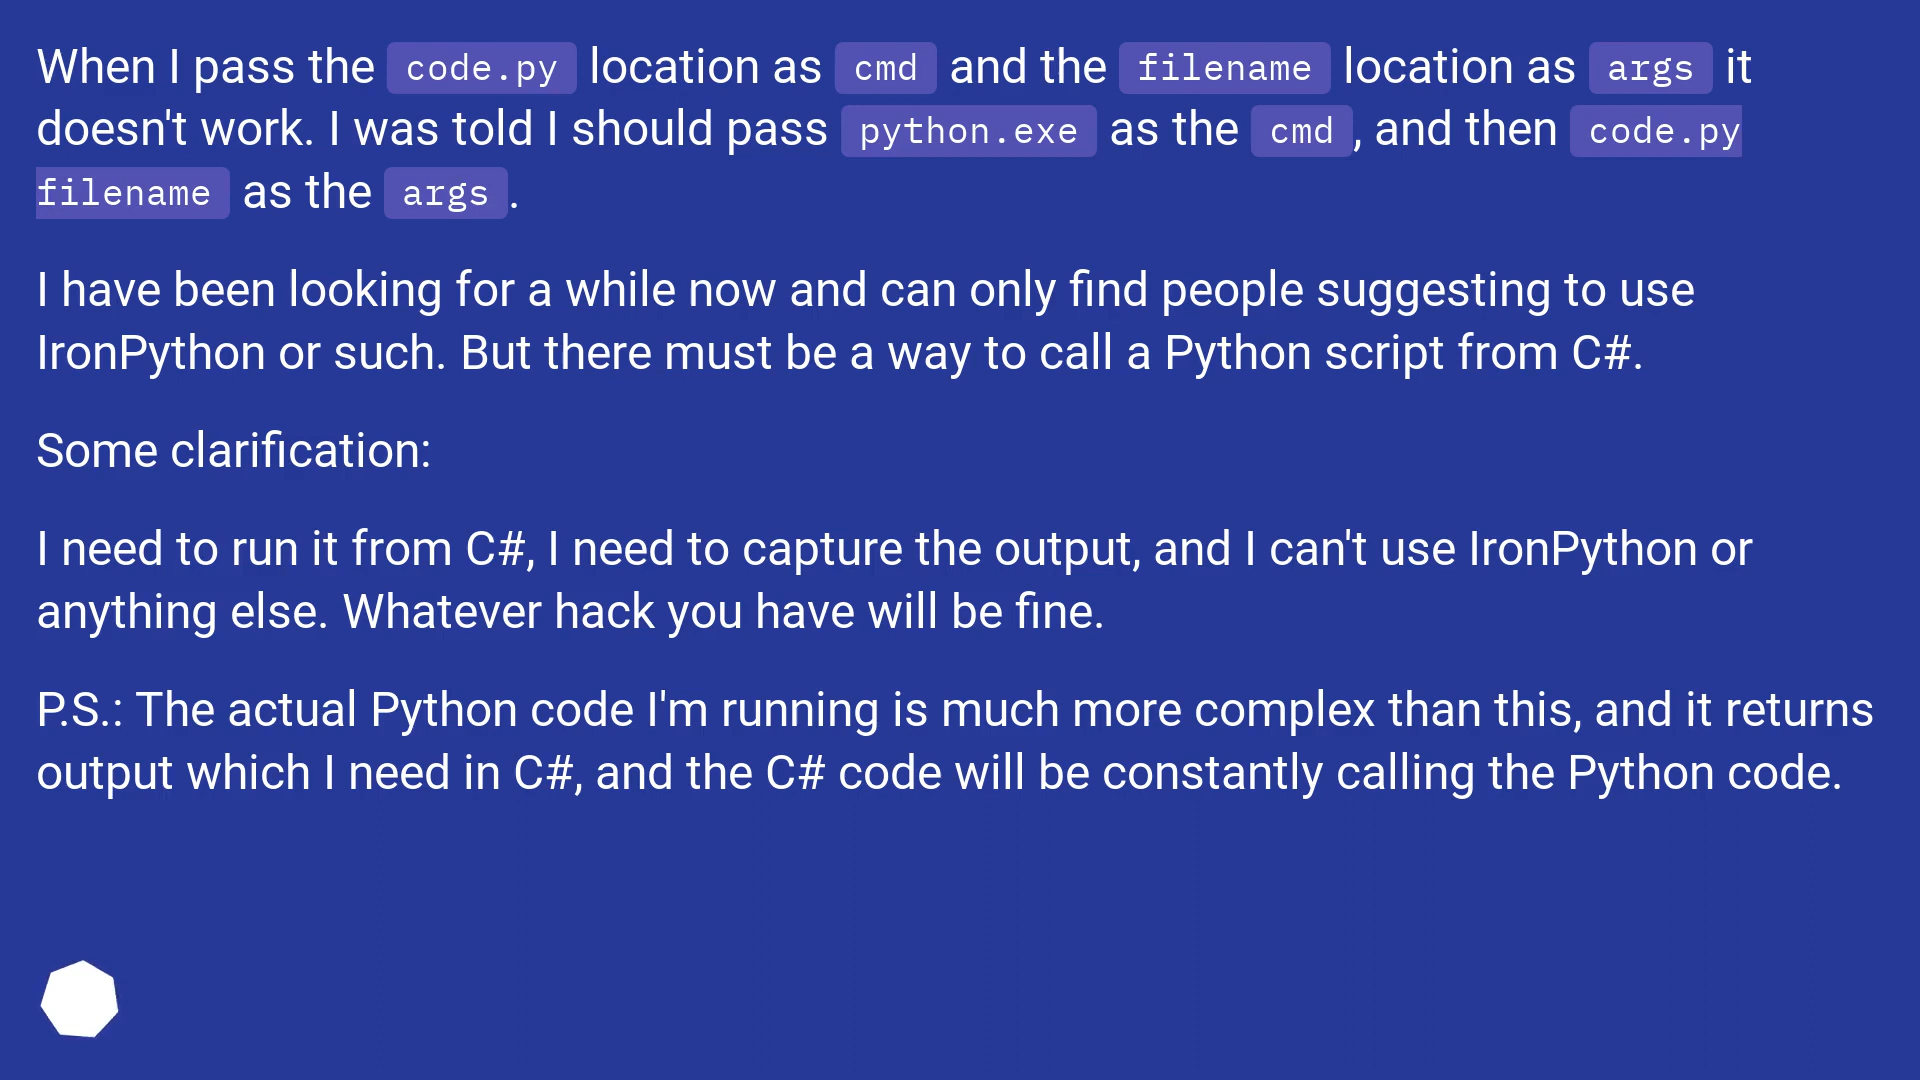 When I pass the code.py location as cmd and the filename location as args it
doesn't work. I was told I should pass python.exe as the cmd, and then code.py
filename as the args.
I have been looking for a while now and can only find people suggesting to use
IronPython or such. But there must be a way to call a Python script from C#.
Some clarification:
I need to run it from C#, I need to capture the output, and I can't use IronPython or
anything else. Whatever hack you have will be fine.
P.S.: The actual Python code I'm running is much more complex than this, and it returns
output which I need in C#, and the C# code will be constantly calling the Python code.